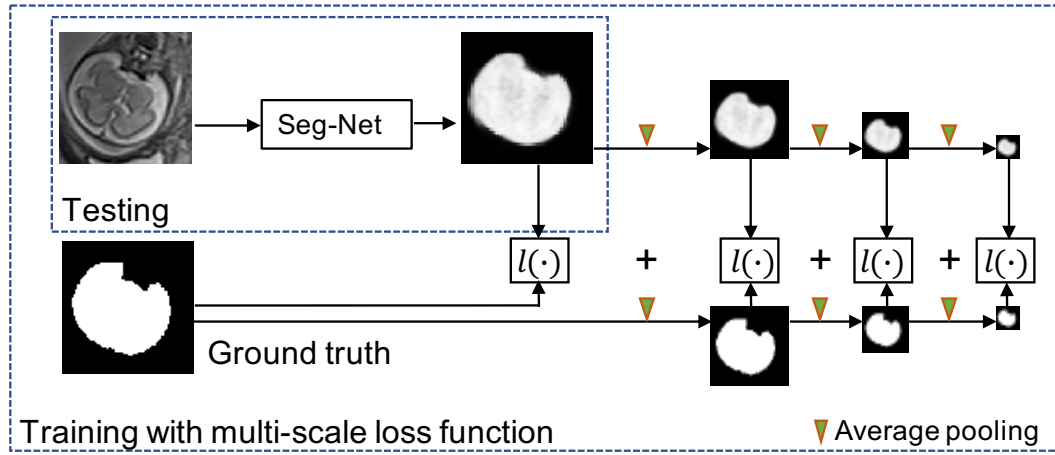 Seg-Net
Testing
l(·) + l(·) + l(·) + l(·)
Ground truth
Training with multi-scale loss function
Average pooling